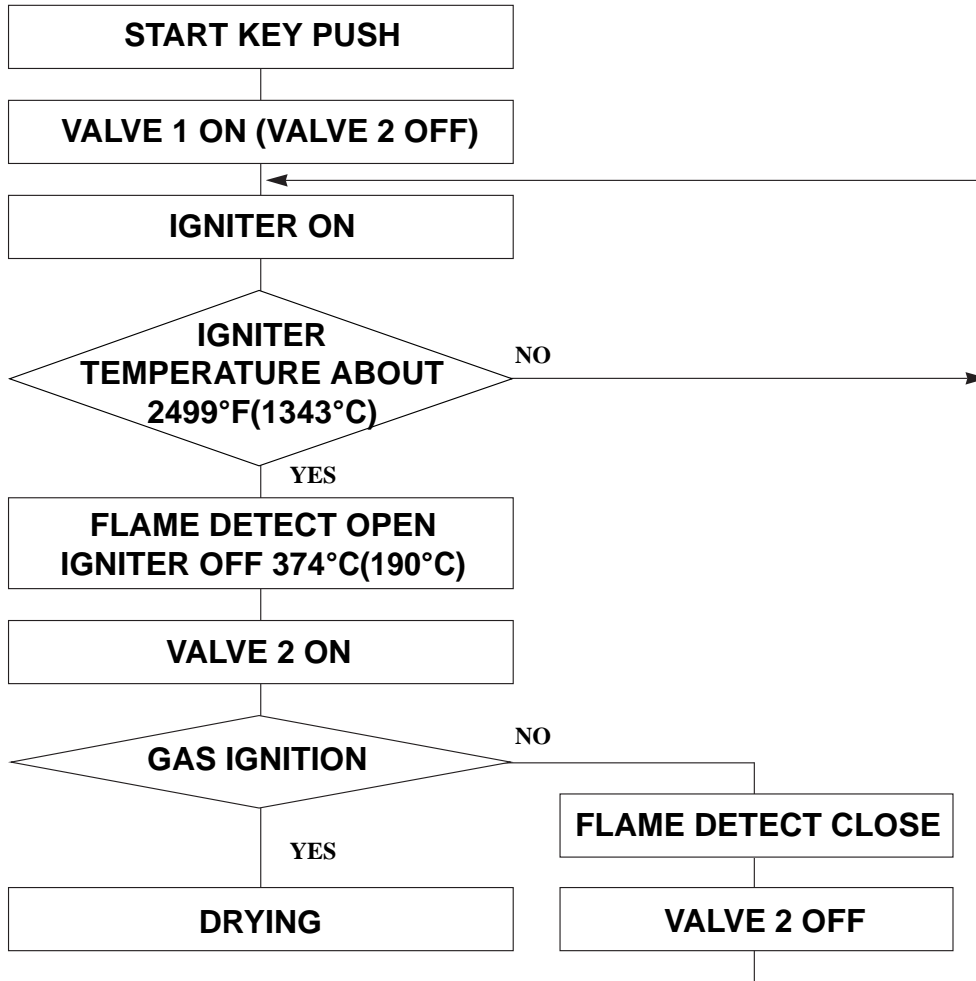 START KEY PUSH
VALVE 1 ON (VALVE 2 OFF)
IGNITER ON
IGNITER
TEMPERATURE ABOUT
2499°F(1343°C)
NO
YES
FLAME DETECT OPEN
IGNITER OFF 374°C(190°C)
VALVE 2 ON
GAS IGNITION
NO
FLAME DETECT CLOSE
YES
DRYING
VALVE 2 OFF